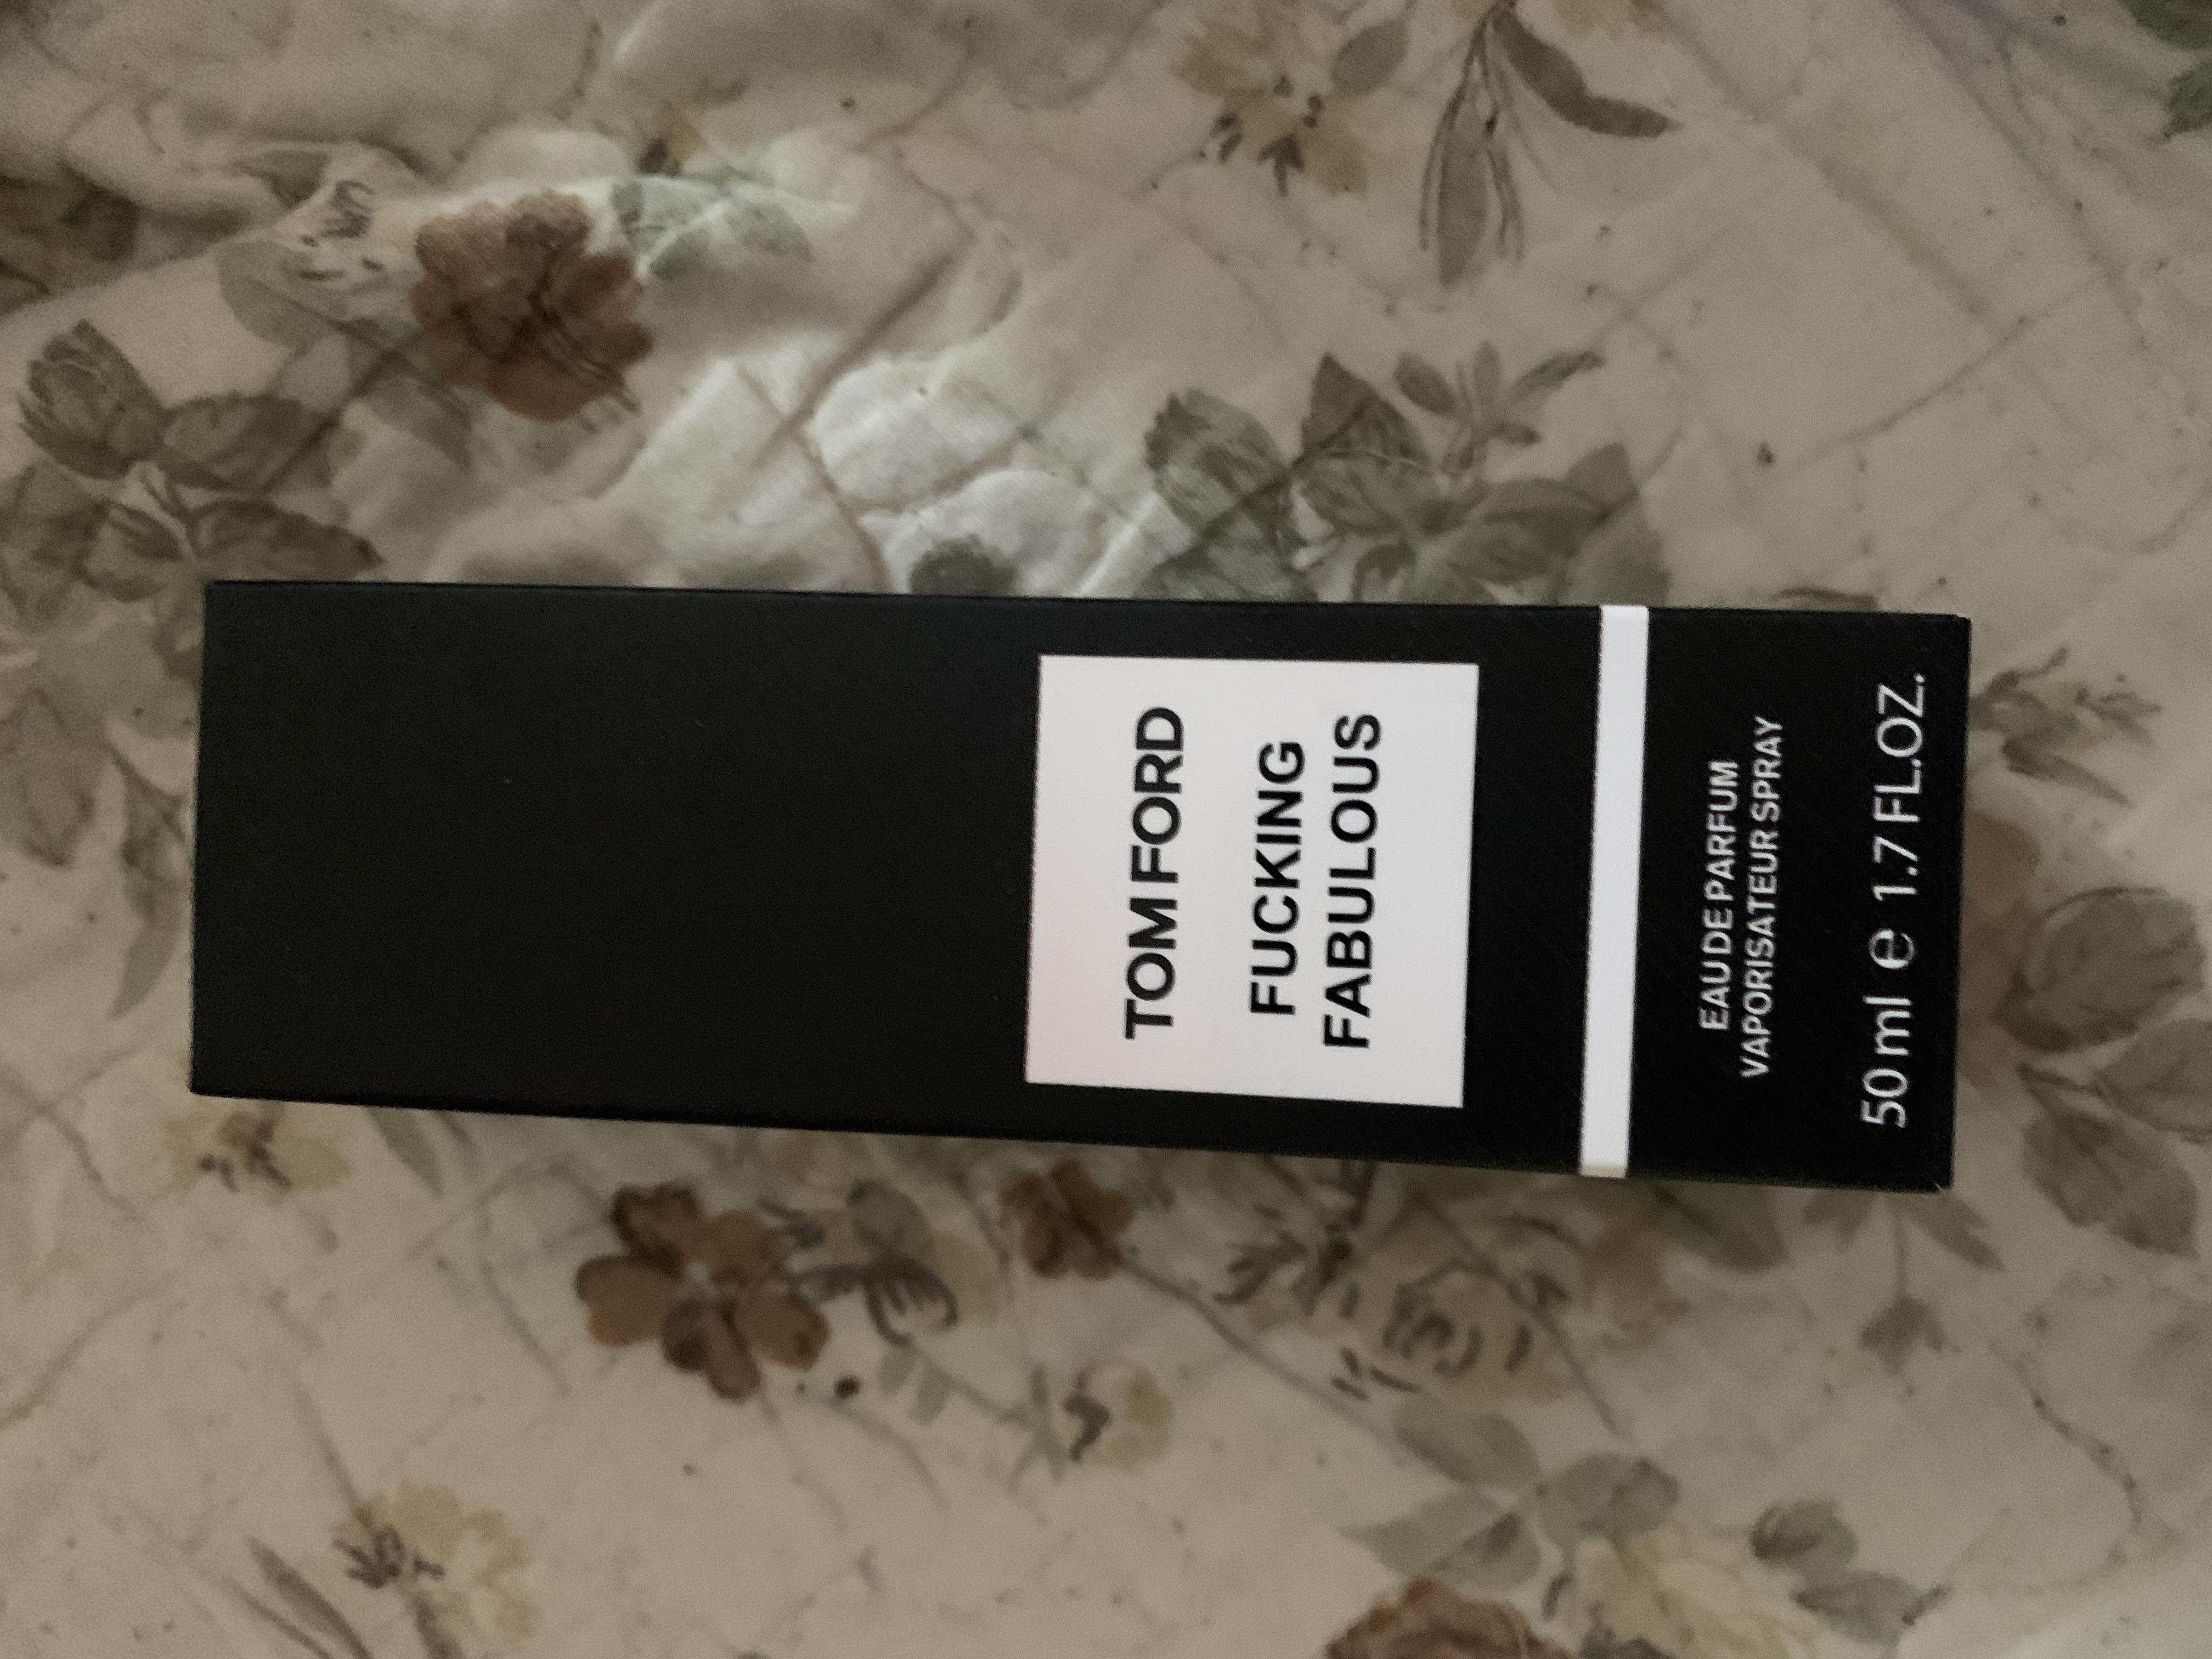 TOM FORD
FUCKING
FABULOUS
EAU DE PARFUM
VAPORISATEUR SPRAY
50 ml e 1.7 FL.OZ.